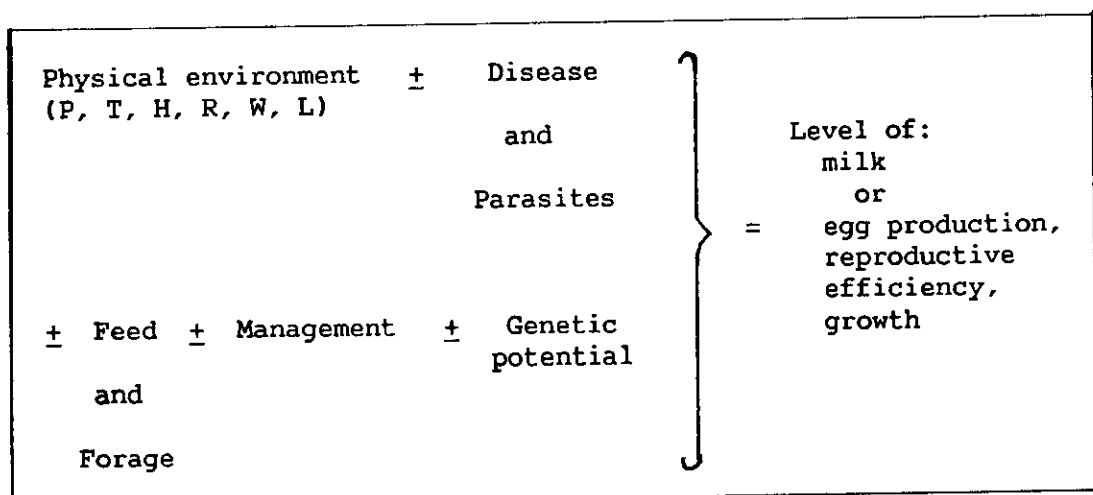 Physical environment ± Disease
(P, T, H, R, W, L)
and
Parasites
± Feed ± Management ± Genetic
potential
and
Forage
=
Level of:
milk
or
egg production,
reproductive
efficiency,
growth